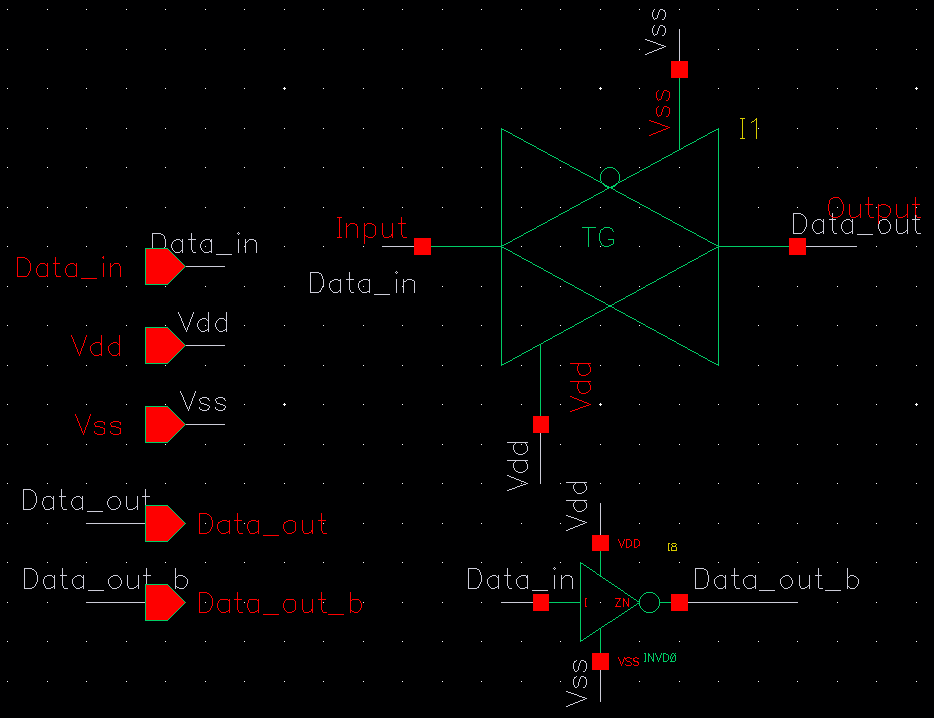 Vss
Vss
I1
Input
Output
Data_out
TG
Data_in
Data_in
Data_in
Vdd
Vdd
Vdd
Vss
Vss
Vdd
Data_out
Data_out
Vdd
VDD
I8
Data_out_b
Data_out_b
Data_in
I
ZN
Data_out_b
Vss
VSS
INVD0